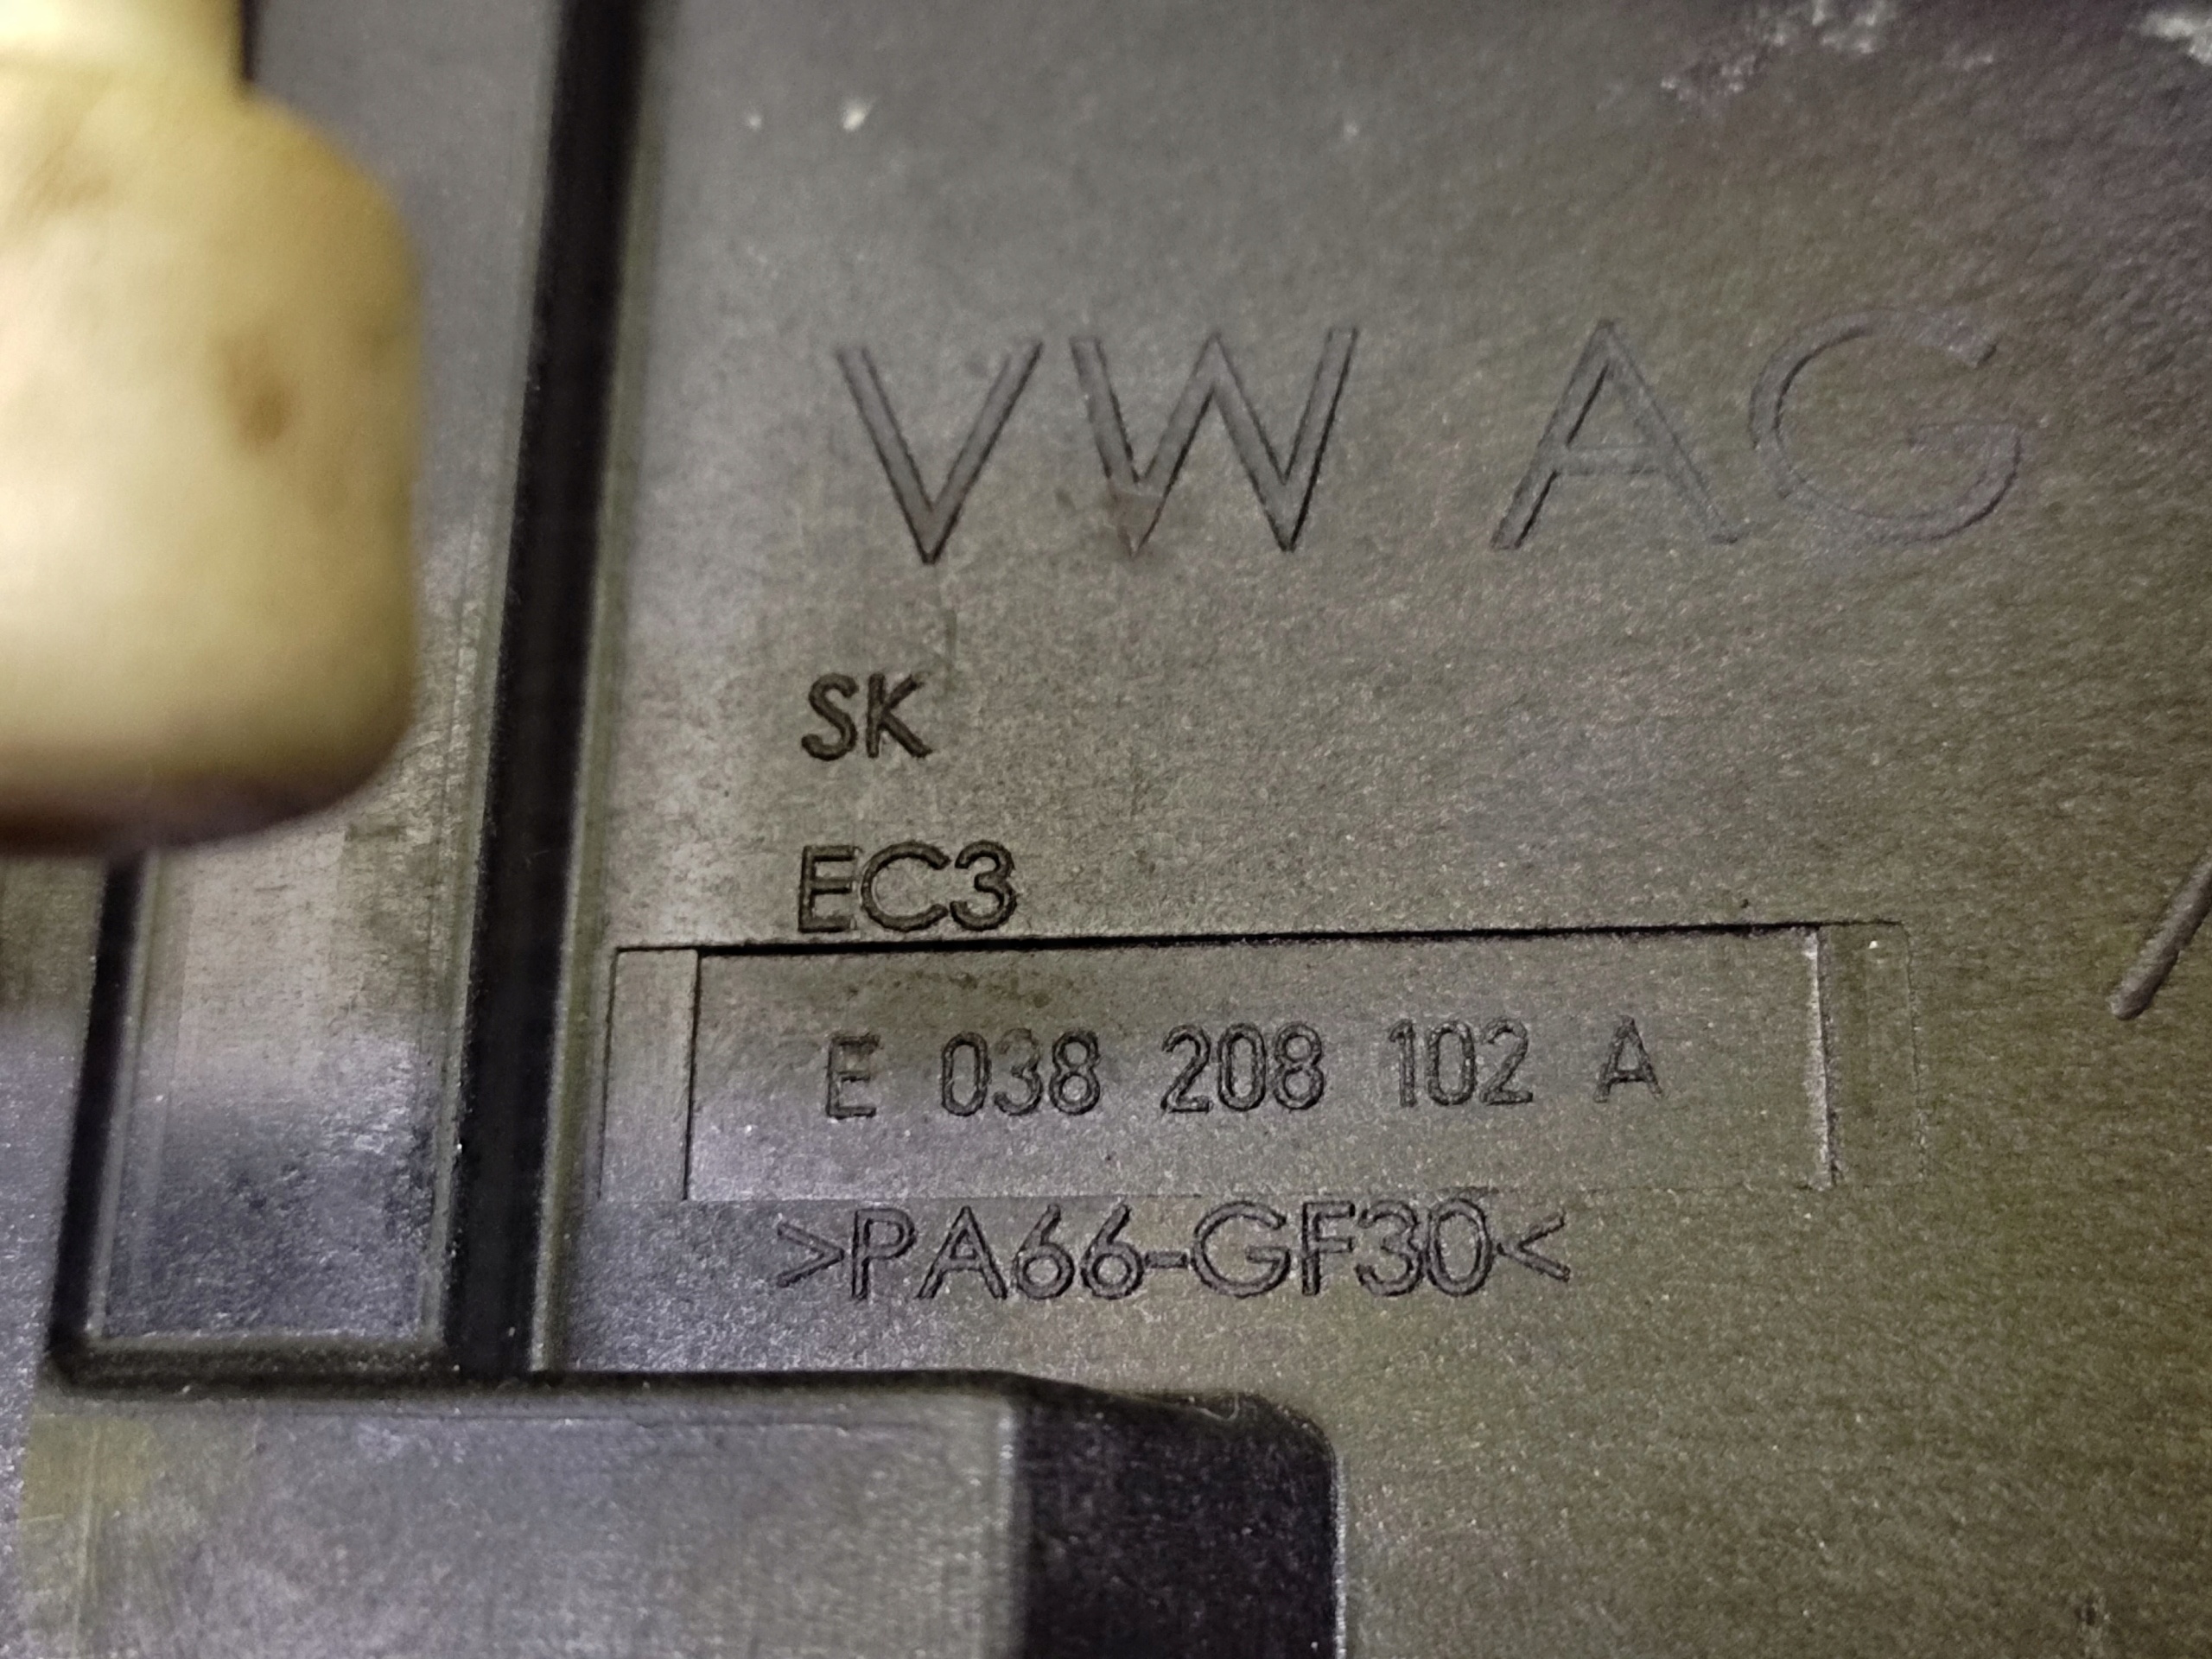 VW AG
SK
EC3
E 038 208 102 A
>PA66-GF30<